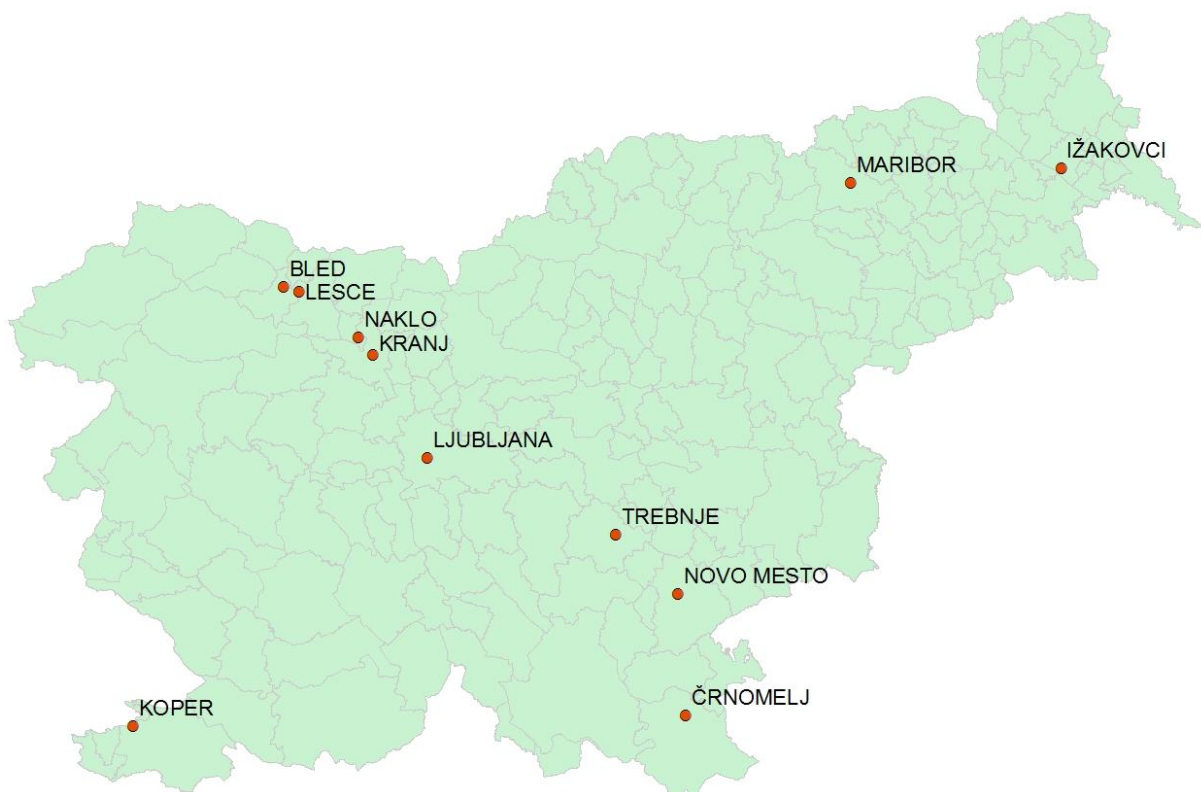 IŽAKOVCI
MARIBOR
BLED
LESCE
NAKLO
KRANJ
LJUBLJANA
TREBNJE
NOVO MESTO
ČRNOMELJ
KOPER